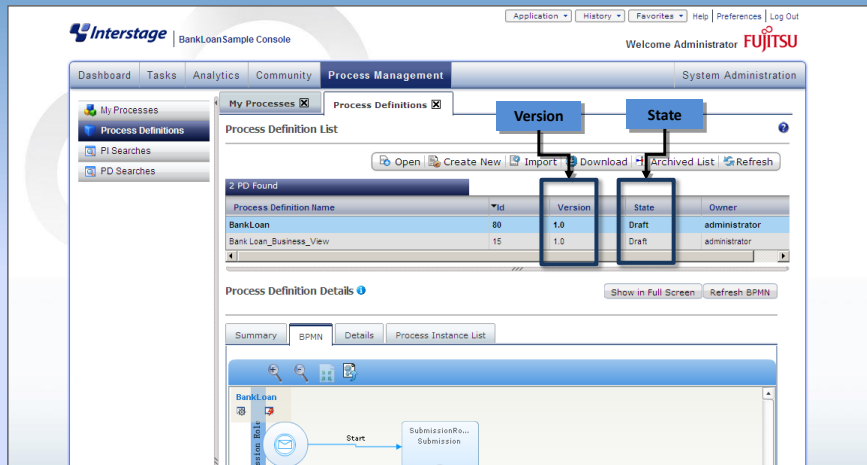 Application History Favorites Help Preferences Log Out
Interstage BankLoanSample Console
Welcome Administrator FUJITSU
Dashboard Tasks Analytics Community Process Management System Administration
My Processes
Process Definitions
PI Searches
PD Searches
My Processes Process Definitions
Version State
Process Definition List
Open Create New Import Download Archived List Refresh
2 PD Found
Process Definition Name Id Version State Owner
BankLoan 80 1.0 Draft administrator
Bank Loan_Business_View 15 1.0 Draft administrator
Process Definition Details
Show in Full Screen Refresh BPMN
Summary BPMN Details Process Instance List
BankLoan
Start
SubmissionRo...
Submission